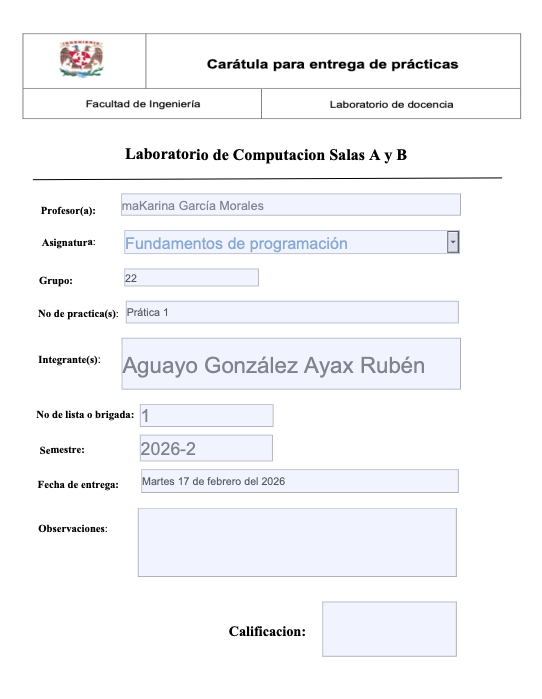 INGENIERIA
Carátula para entrega de prácticas
Facultad de Ingeniería
Laboratorio de docencia
Laboratorio de Computacion Salas A y B
Profesor(a): maKarina García Morales
Asignatura: Fundamentos de programación
Grupo: 22
No de practica(s): Prática 1
Integrante(s): Aguayo González Ayax Rubén
No de lista o brigada: 1
Semestre: 2026-2
Fecha de entrega: Martes 17 de febrero del 2026
Observaciones:
Calificacion: